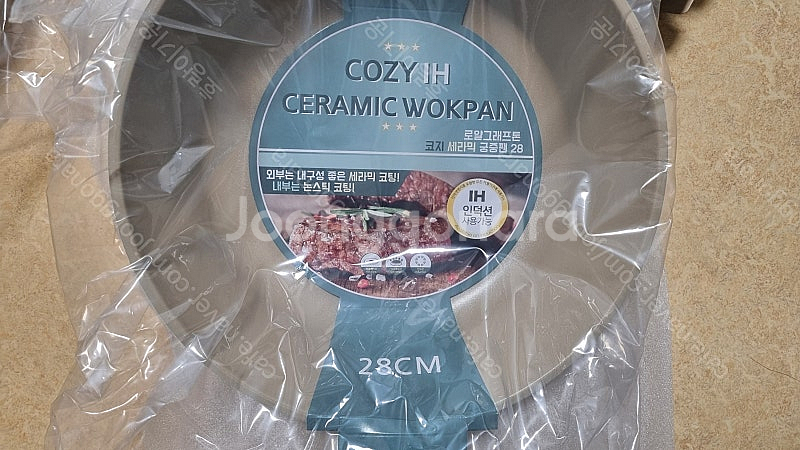 COZY IH
CERAMIC WOKPAN
로얄그래프톤
코지 세라믹 궁중팬 28
외부는 내구성 좋은 세라믹 코팅!
내부는 논스틱 코팅!
IH
인덕션
사용가능
Joonggonara
28CM